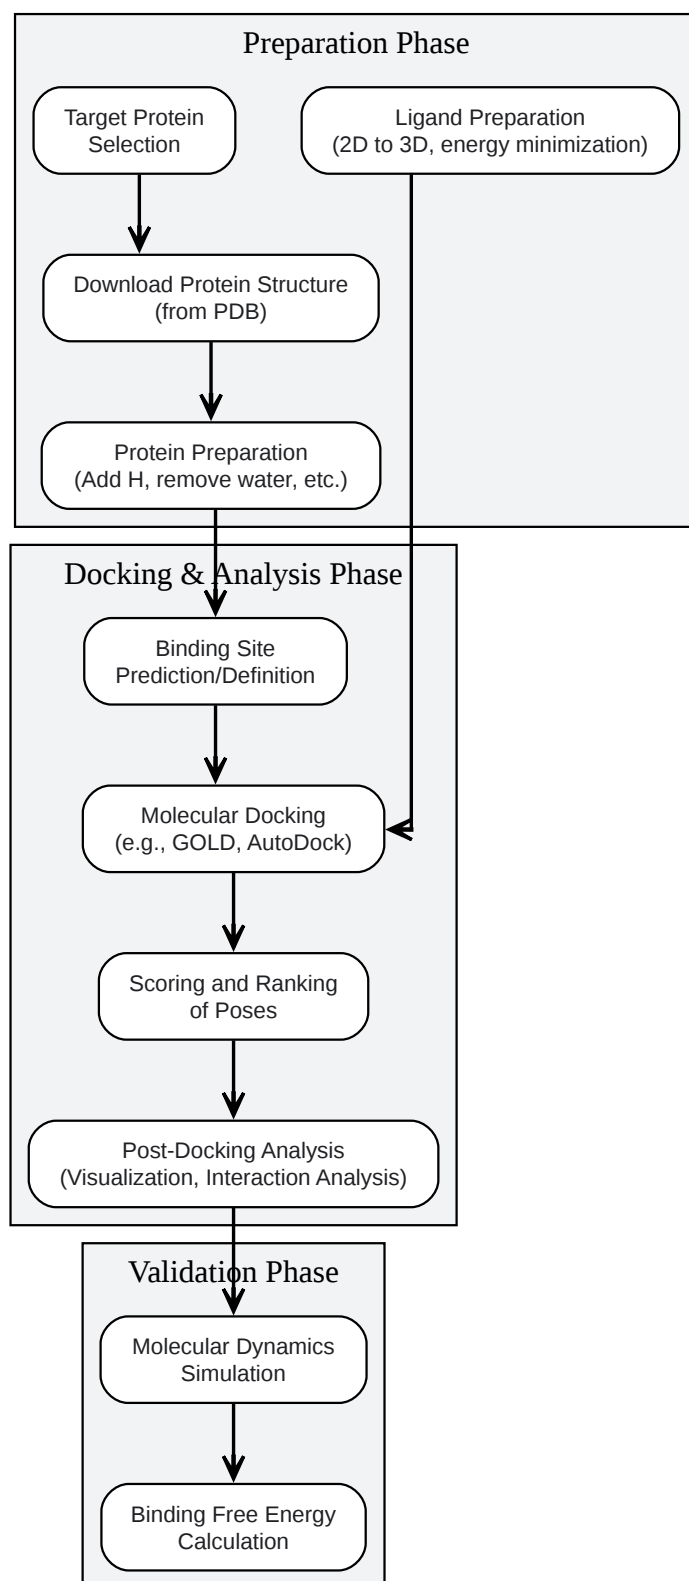 Preparation Phase
Target Protein
Selection
Ligand Preparation
(2D to 3D, energy minimization)
Download Protein Structure
(from PDB)
Protein Preparation
(Add H, remove water, etc.)
Docking & Analysis Phase
Binding Site
Prediction/Definition
Molecular Docking
(e.g., GOLD, AutoDock)
Scoring and Ranking
of Poses
Post-Docking Analysis
(Visualization, Interaction Analysis)
Validation Phase
Molecular Dynamics
Simulation
Binding Free Energy
Calculation